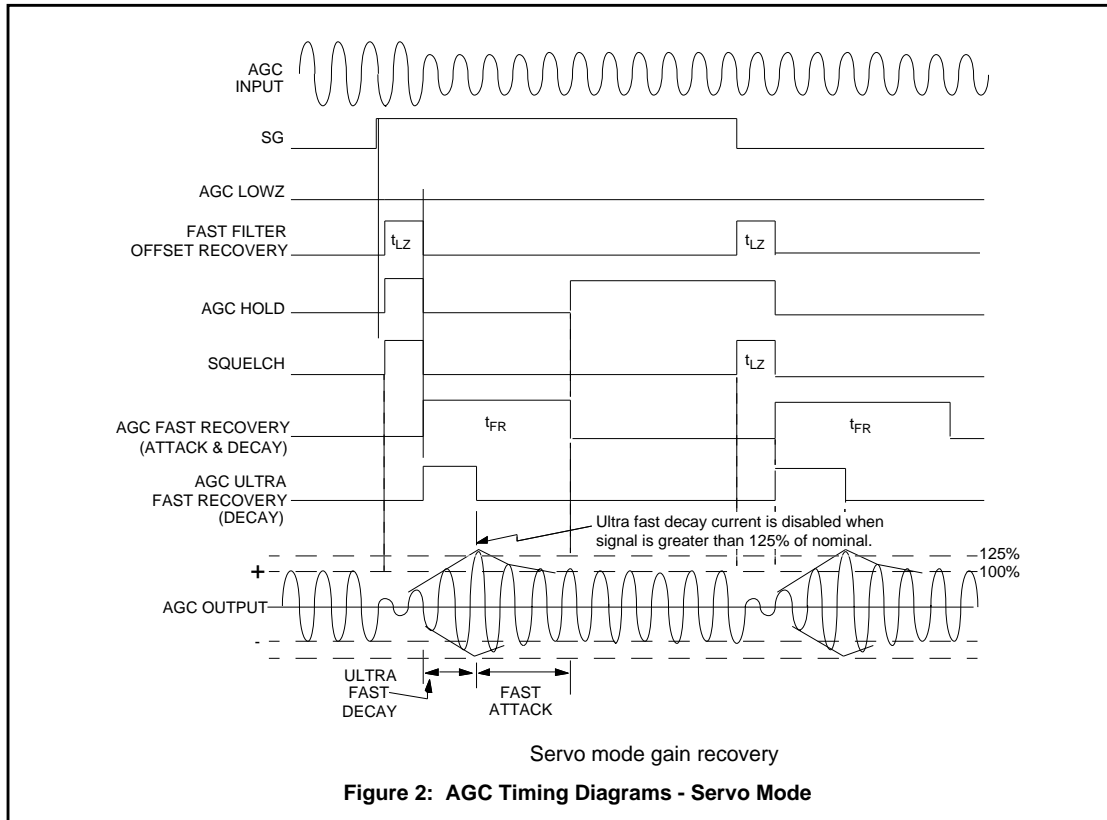 AGC
INPUT
SG
AGC LOWZ
FAST FILTER
OFFSET RECOVERY
tLZ
tLZ
AGC HOLD
SQUELCH
tLZ
AGC FAST RECOVERY
(ATTACK & DECAY)
tFR
tFR
AGC ULTRA
FAST RECOVERY
(DECAY)
Ultra fast decay current is disabled when
signal is greater than 125% of nominal.
125%
+
100%
AGC OUTPUT
-
ULTRA
FAST
DECAY
FAST
ATTACK
Servo mode gain recovery
Figure 2: AGC Timing Diagrams - Servo Mode